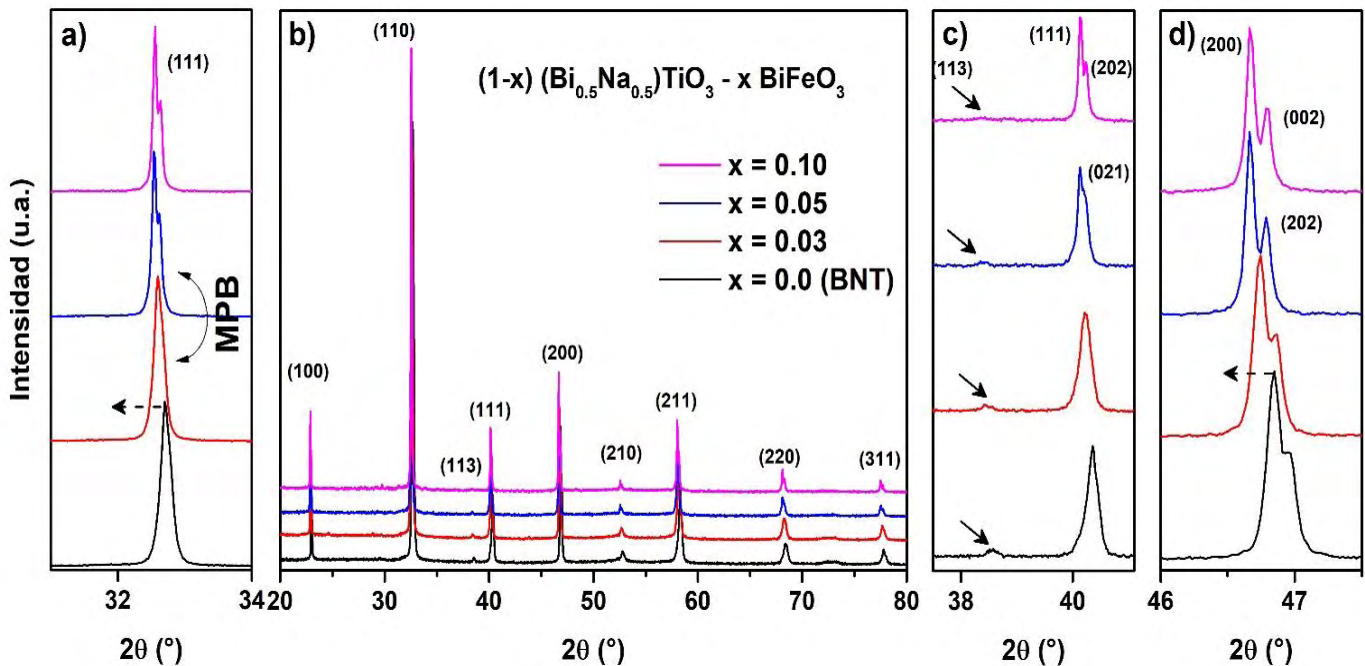 a)
(111)
MPB
32
34
2θ (°)
Intensidad (u.a.)
b)
(110)
(1-x) (Bi0.5Na0.5)TiO3 - x BiFeO3
x = 0.10
x = 0.05
x = 0.03
x = 0.0 (BNT)
(100)
(113)
(111)
(200)
(210)
(211)
(220)
(311)
20
30
40
50
60
70
80
2θ (°)
c)
(111)
(113)
(202)
(021)
38
40
2θ (°)
d)
(200)
(002)
(202)
46
47
2θ (°)